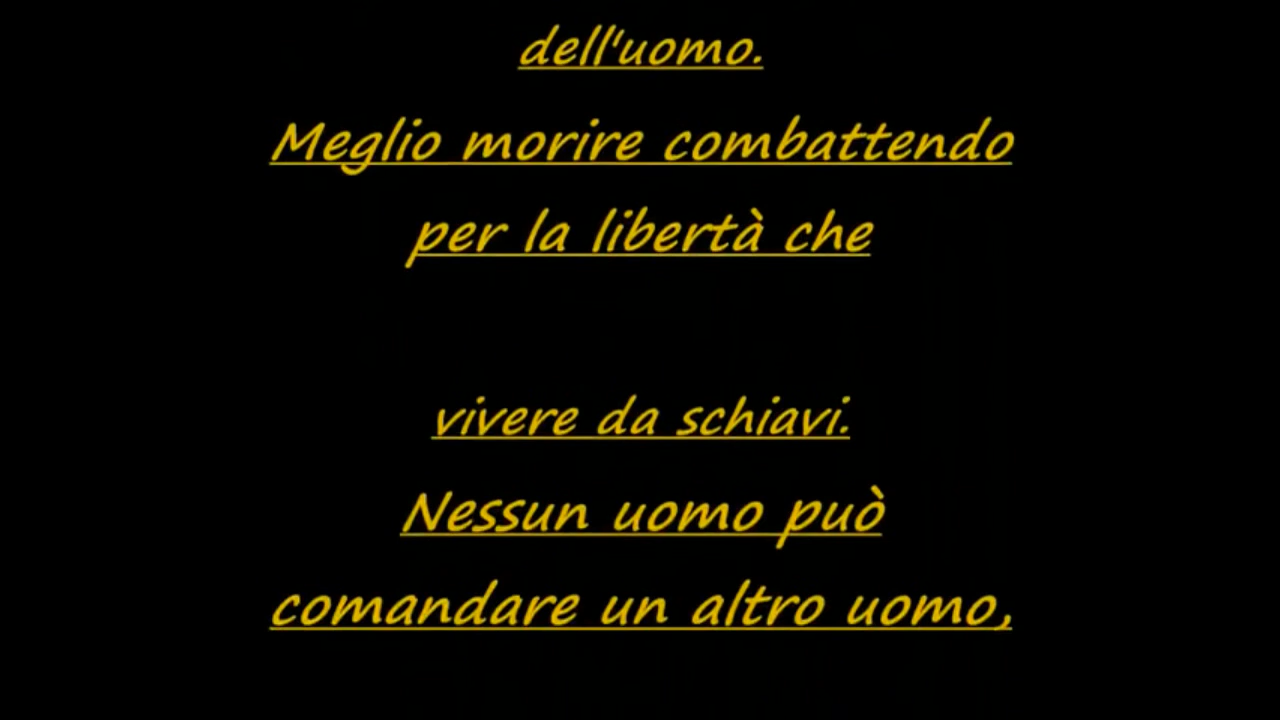 dell'uomo.
Meglio morire combattendo
per la libertà che
vivere da schiavi.
Nessun uomo può
comandare un altro uomo,